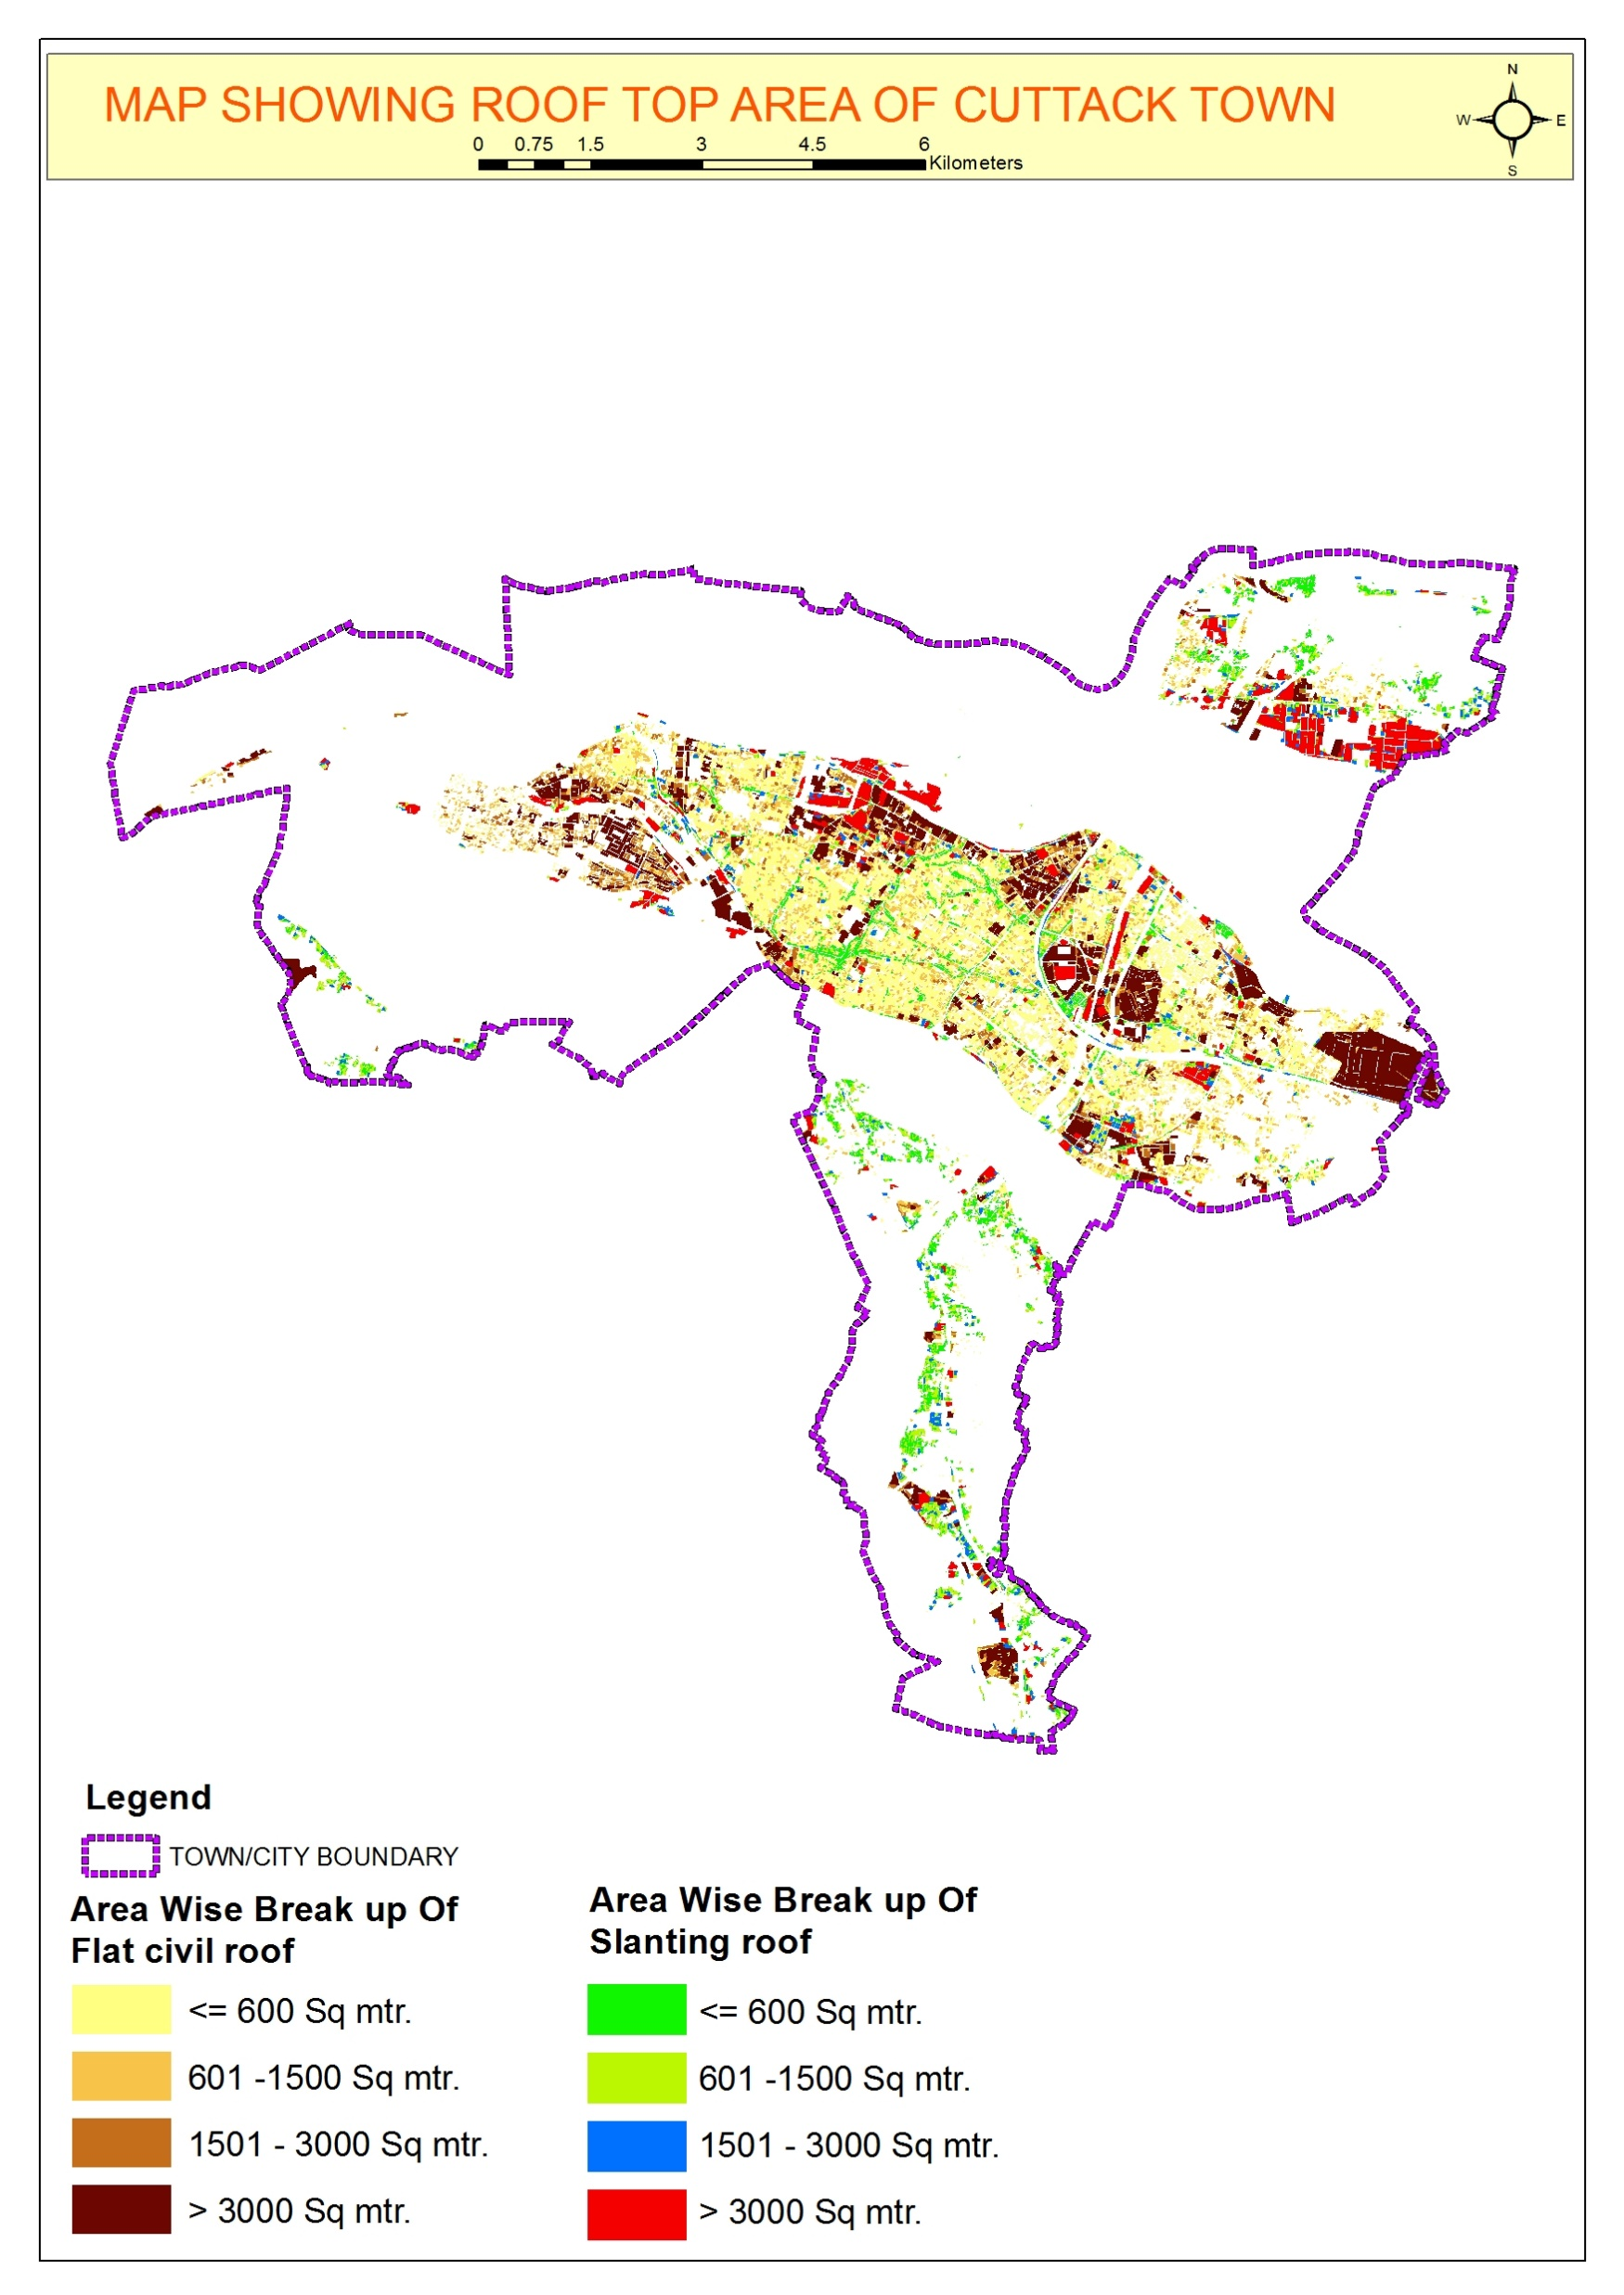 MAP SHOWING ROOF TOP AREA OF CUTTACK TOWN
0 0.75 1.5 3 4.5 6
Kilometers
N
W E
S
Legend
TOWN/CITY BOUNDARY
Area Wise Break up Of
Flat civil roof
<= 600 Sq mtr.
601 -1500 Sq mtr.
1501 - 3000 Sq mtr.
> 3000 Sq mtr.
Area Wise Break up Of
Slanting roof
<= 600 Sq mtr.
601 -1500 Sq mtr.
1501 - 3000 Sq mtr.
> 3000 Sq mtr.